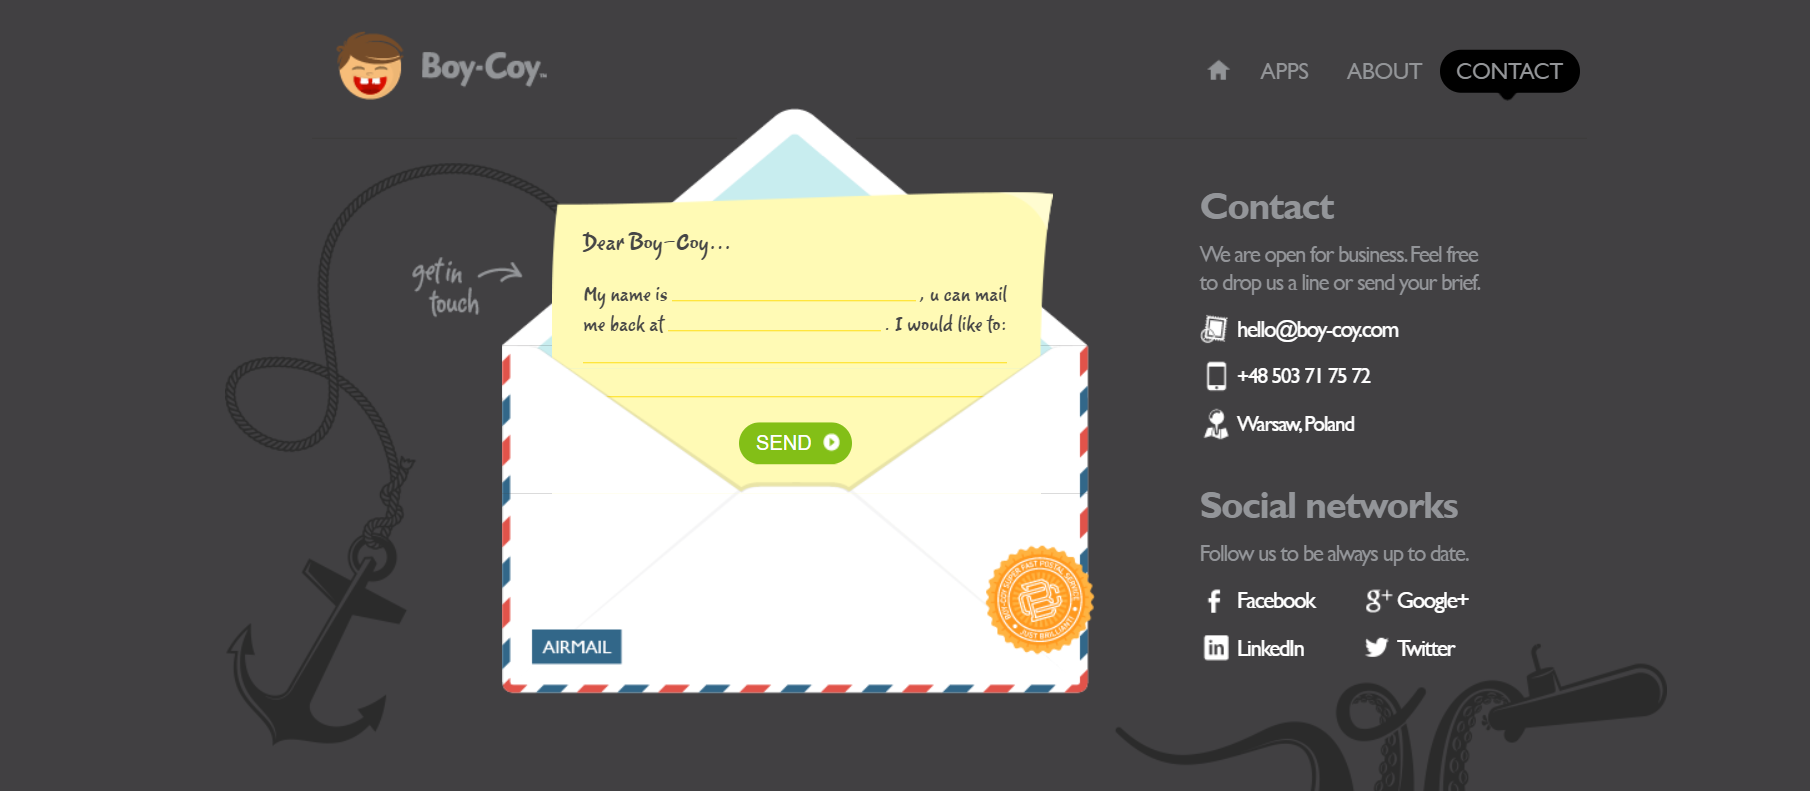 Boy-Coy™
APPS
ABOUT
CONTACT
get in
touch
Dear Boy-Coy...
My name is , u can mail
me back at . I would like to:
SEND
AIRMAIL
BOY-COY SUPER FAST POSTAL SERVICE
JUST BRILLIANT!
Contact
We are open for business. Feel free
to drop us a line or send your brief.
hello@boy-coy.com
+48 503 71 75 72
Warsaw, Poland
Social networks
Follow us to be always up to date.
Facebook
Google+
LinkedIn
Twitter